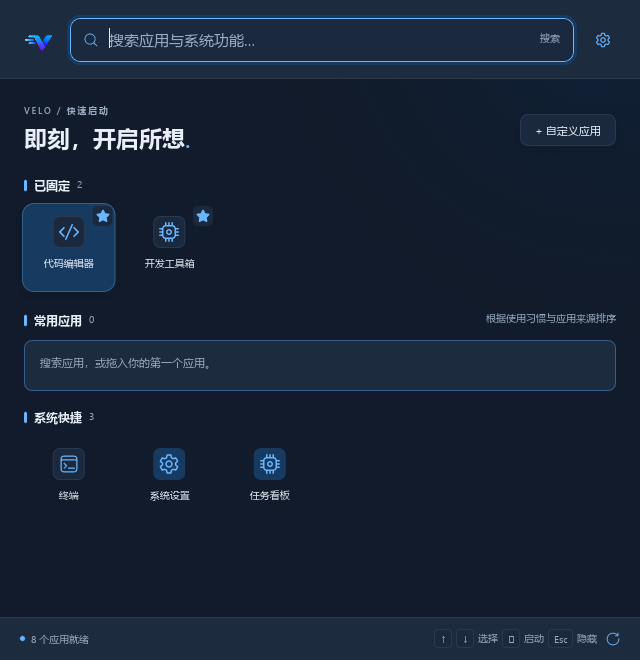 搜索应用与系统功能...
搜索
VELO / 快速启动
即刻，开启所想.
+ 自定义应用
已固定 2
代码编辑器
开发工具箱
常用应用 0
根据使用习惯与应用来源排序
搜索应用，或拖入你的第一个应用。
系统快捷 3
终端
系统设置
任务看板
8 个应用就绪
↑ ↓ 选择 启动 Esc 隐藏